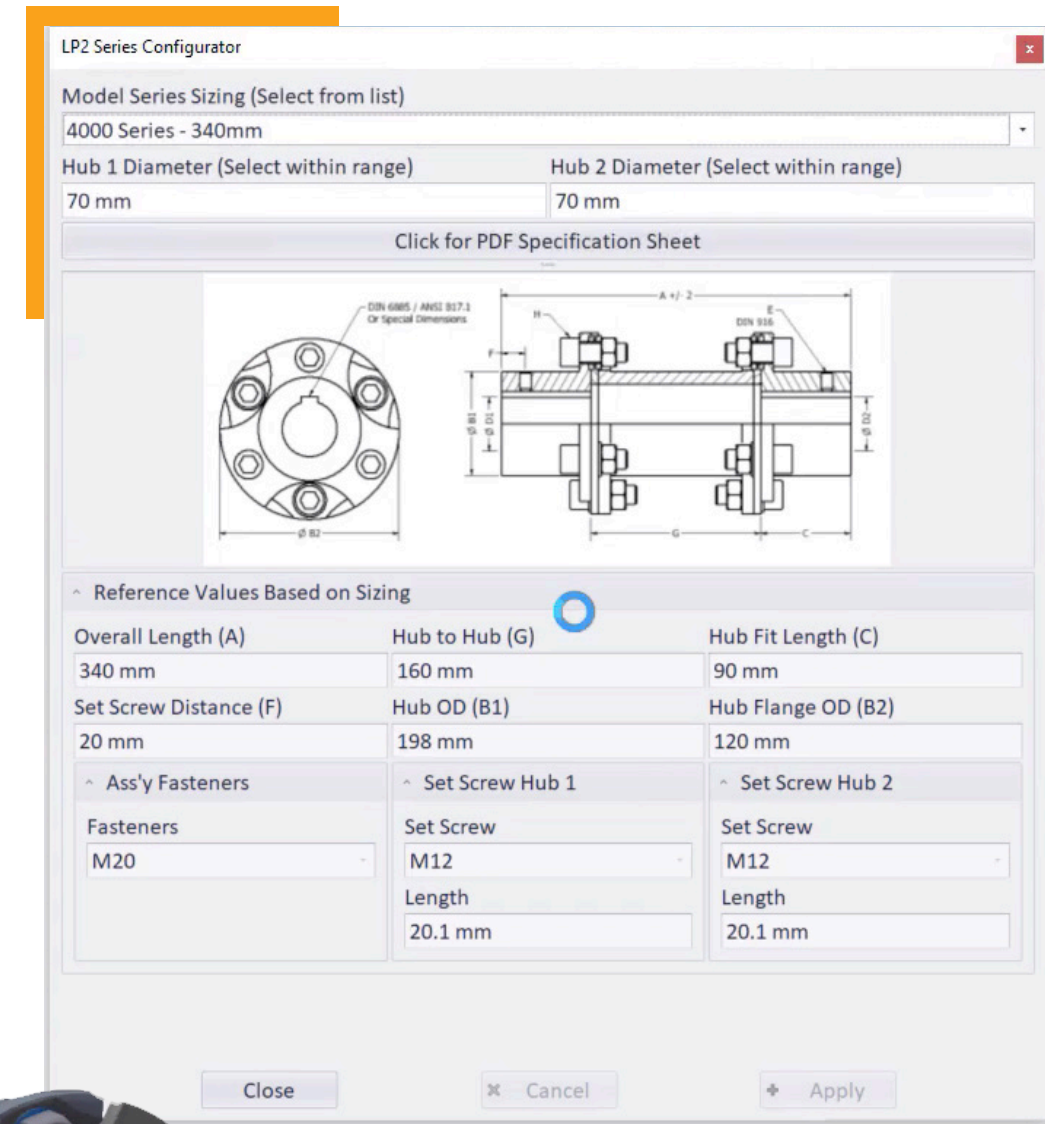 LP2 Series Configurator
x
Model Series Sizing (Select from list)
4000 Series - 340mm
Hub 1 Diameter (Select within range) Hub 2 Diameter (Select within range)
70 mm 70 mm
Click for PDF Specification Sheet
DIN 6885 / ANSI B17.1
Or Special Dimensions
A +/- 2
H
E
DIN 916
F
Ø B1
Ø D1
Ø D2
Ø B2
G
C
Reference Values Based on Sizing
Overall Length (A) Hub to Hub (G) Hub Fit Length (C)
340 mm 160 mm 90 mm
Set Screw Distance (F) Hub OD (B1) Hub Flange OD (B2)
20 mm 198 mm 120 mm
Ass'y Fasteners Set Screw Hub 1 Set Screw Hub 2
Fasteners Set Screw Set Screw
M20 M12 M12
Length Length
20.1 mm 20.1 mm
Close Cancel Apply